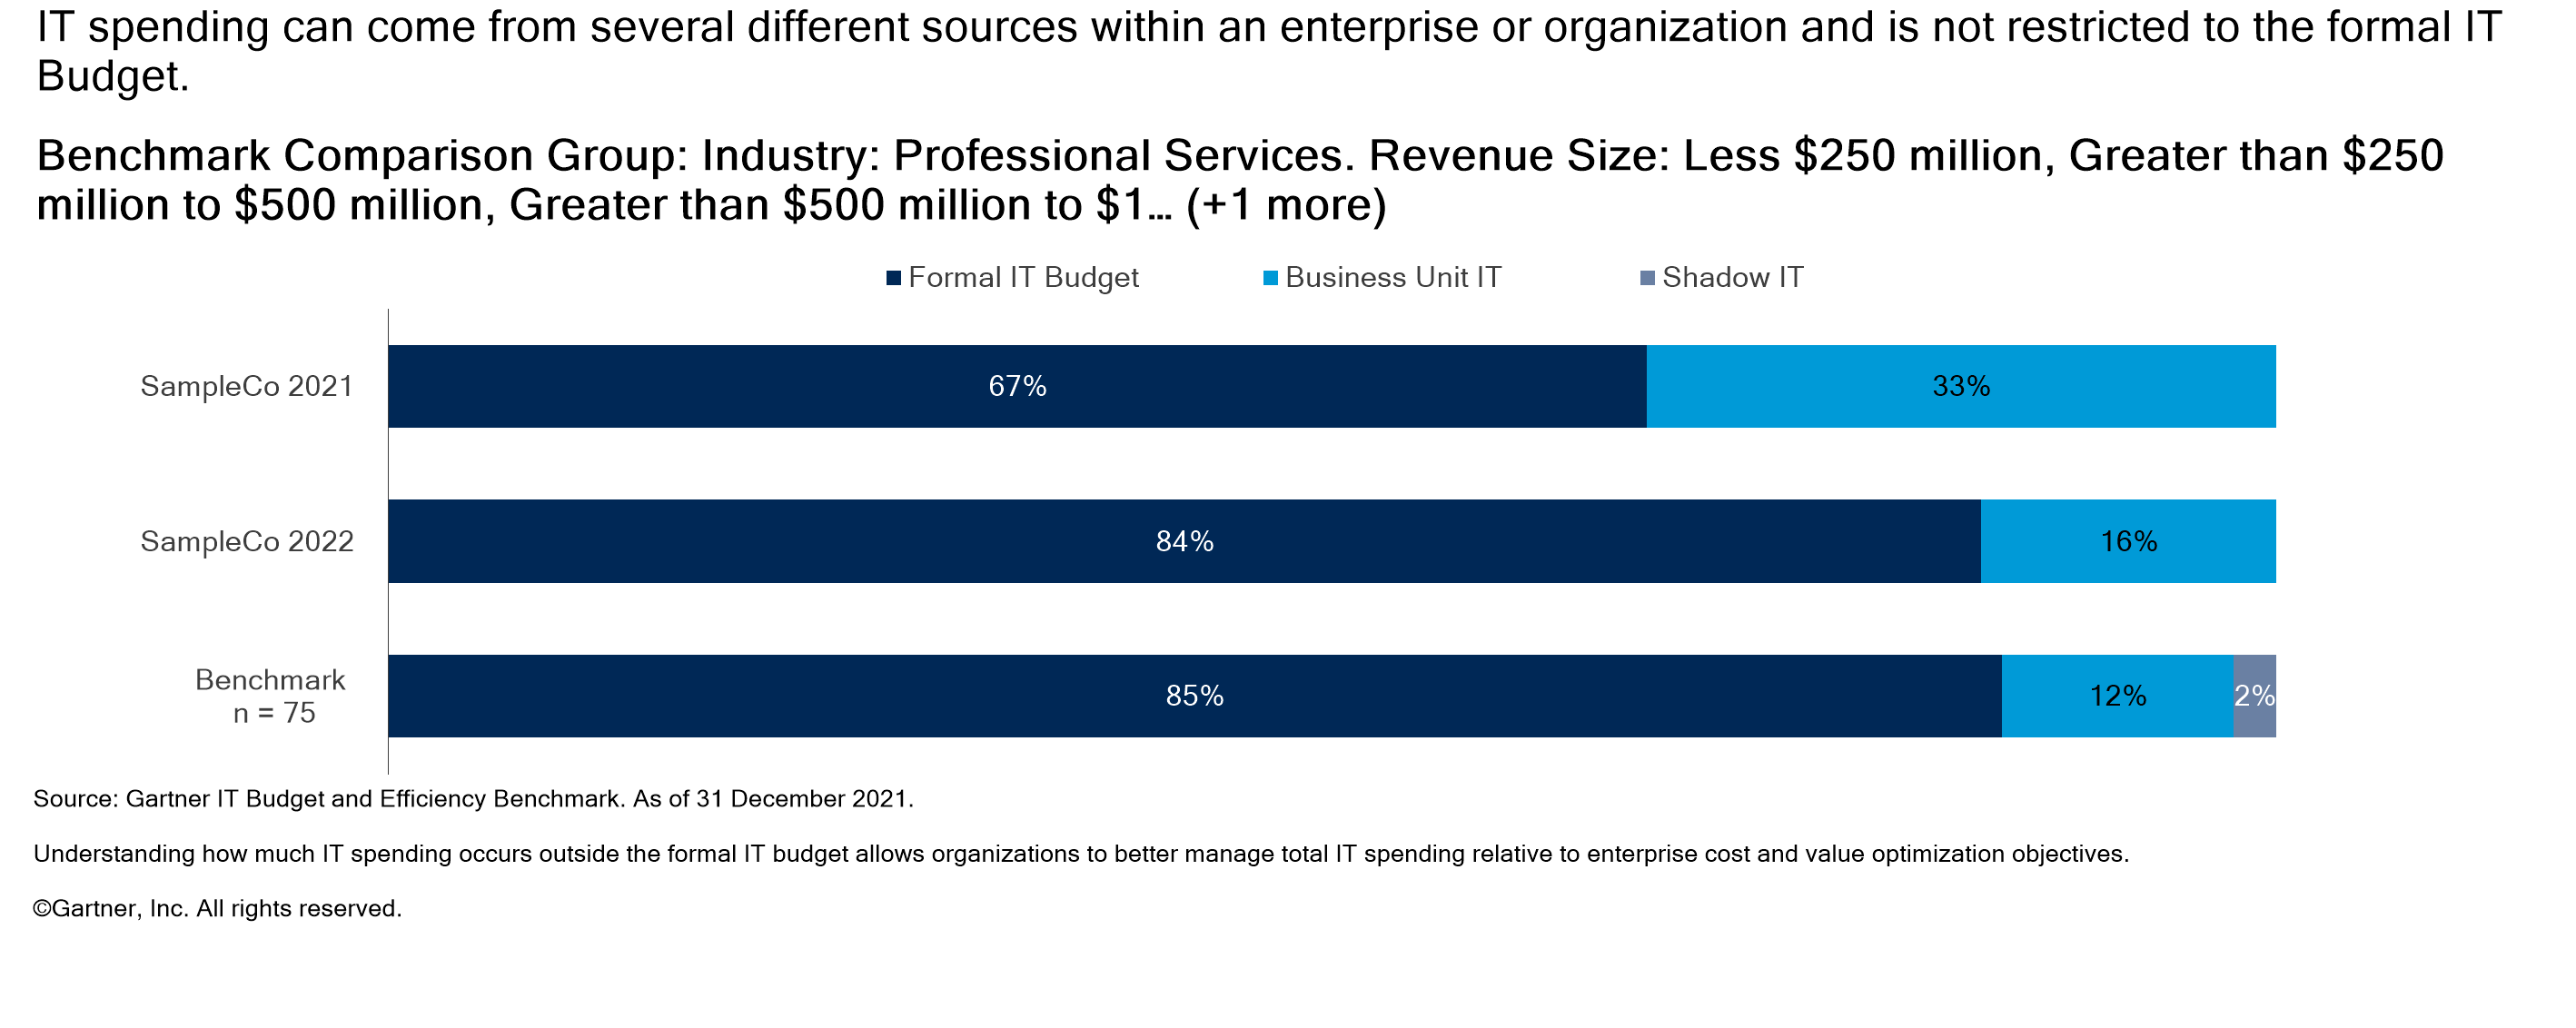 IT spending can come from several different sources within an enterprise or organization and is not restricted to the formal IT
Budget.
Benchmark Comparison Group: Industry: Professional Services. Revenue Size: Less $250 million, Greater than $250
million to $500 million, Greater than $500 million to $1... (+1 more)
Formal IT Budget Business Unit IT Shadow IT
SampleCo 2021 67% 33%
SampleCo 2022 84% 16%
Benchmark
n = 75
85% 12% 2%
Source: Gartner IT Budget and Efficiency Benchmark. As of 31 December 2021.
Understanding how much IT spending occurs outside the formal IT budget allows organizations to better manage total IT spending relative to enterprise cost and value optimization objectives.
©Gartner, Inc. All rights reserved.